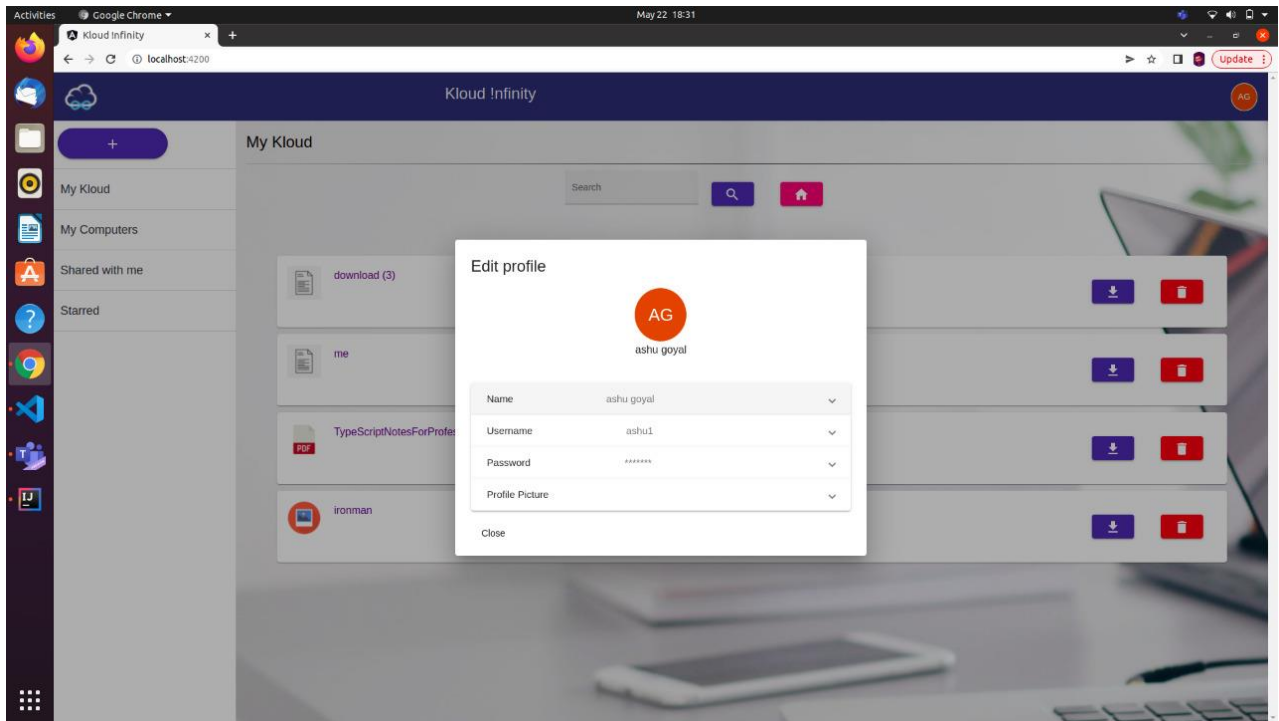 Activities Google Chrome May 22 18:31
Kloud Infinity
localhost:4200 Update
Kloud !nfinity AG
+ My Kloud
My Kloud Search
My Computers
Shared with me
Starred
Edit profile
AG
ashu goyal
Name ashu goyal
Username ashu1
Password *******
Profile Picture
Close
download (3)
me
PDF TypeScriptNotesForProfes
ironman